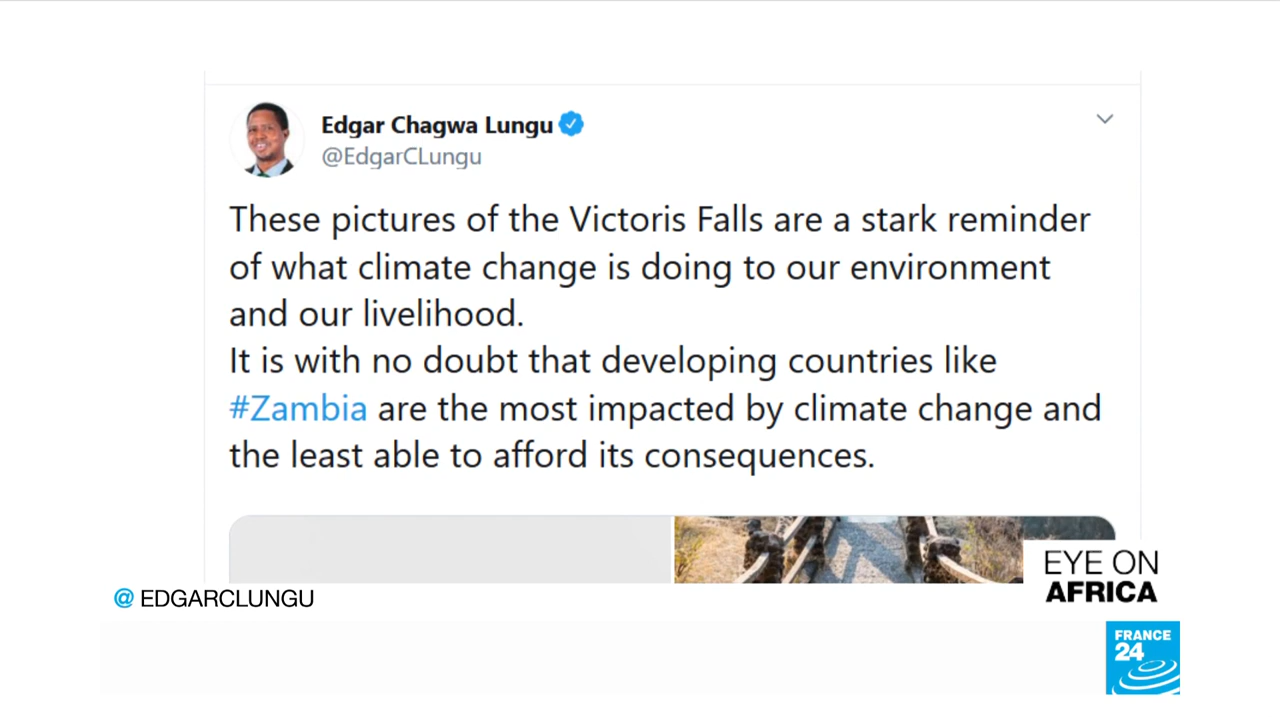 Edgar Chagwa Lungu
@EdgarCLungu
These pictures of the Victoris Falls are a stark reminder
of what climate change is doing to our environment
and our livelihood.
It is with no doubt that developing countries like
#Zambia are the most impacted by climate change and
the least able to afford its consequences.
@ EDGARCLUNGU
EYE ON
AFRICA
FRANCE
24